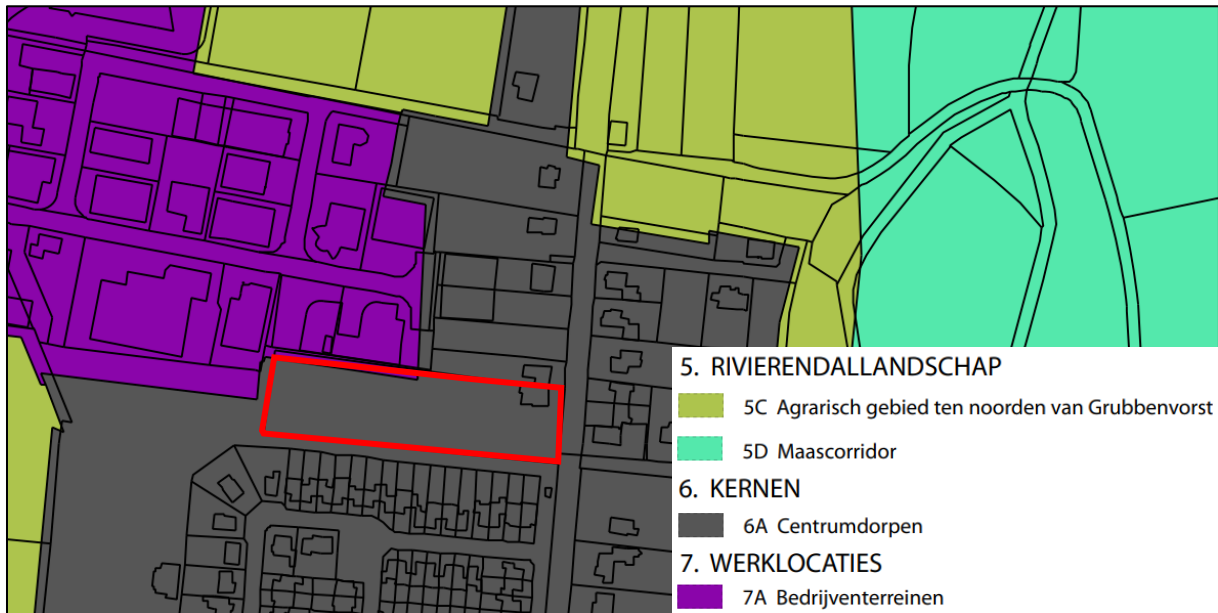 5. RIVIERENDALLANDSCHAP
5C Agrarisch gebied ten noorden van Grubbenvorst
5D Maascorridor
6. KERNEN
6A Centrumdorpen
7. WERKLOCATIES
7A Bedrijventerreinen